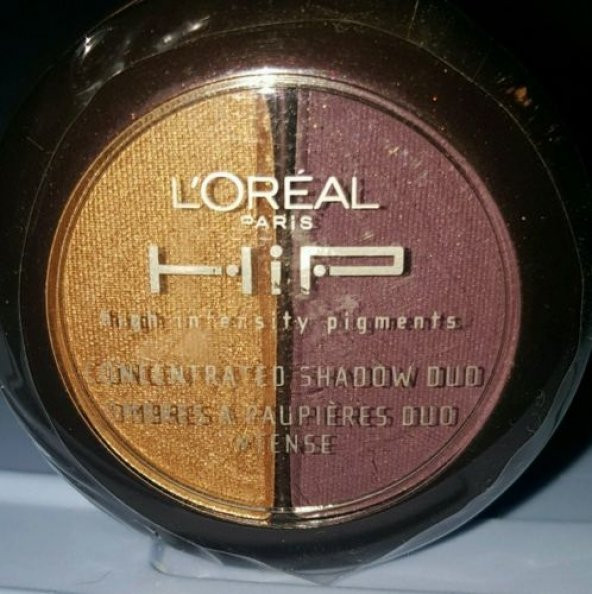 L'ORÉAL
PARIS
HiP
high intensity pigments
CONCENTRATED SHADOW DUO
OMBRES À PAUPIÈRES DUO
INTENSE